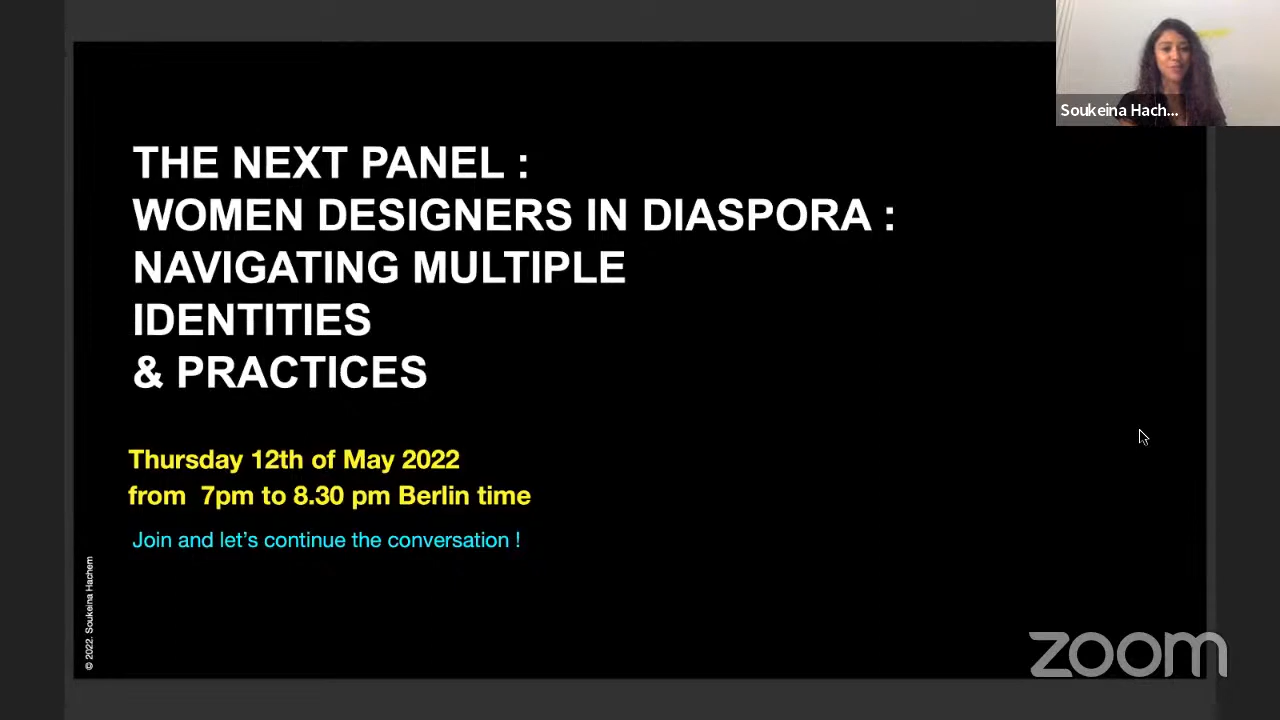 Soukeina Hach...
THE NEXT PANEL :
WOMEN DESIGNERS IN DIASPORA :
NAVIGATING MULTIPLE
IDENTITIES
& PRACTICES
Thursday 12th of May 2022
from 7pm to 8.30 pm Berlin time
Join and let's continue the conversation !
© 2022. Soukeina Hachem
zoom